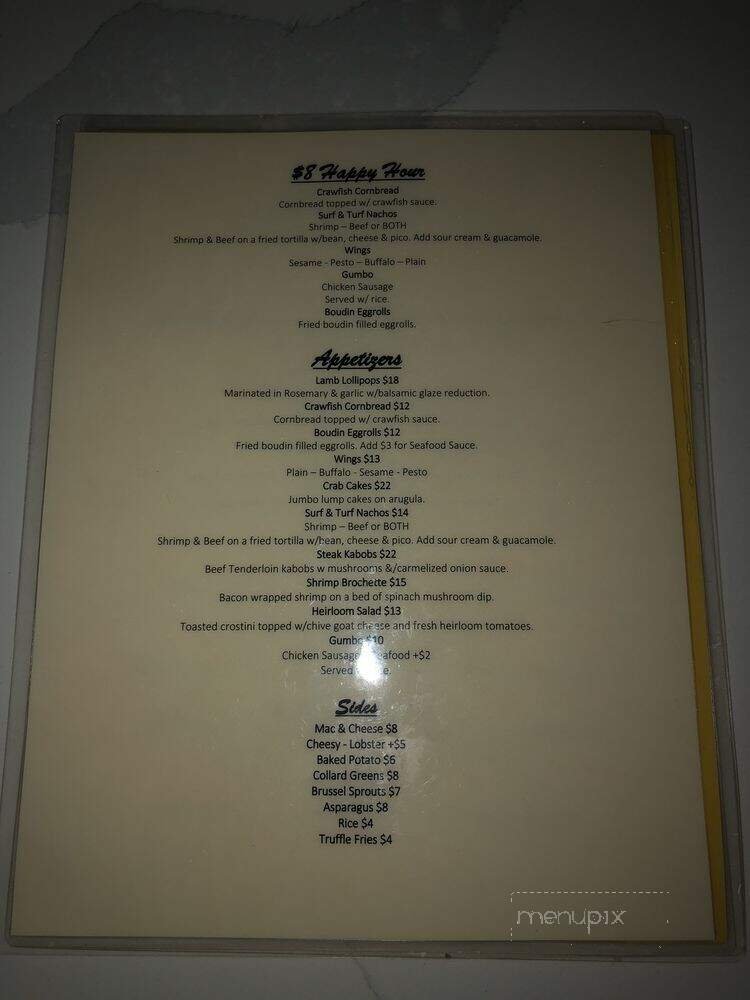 $8 Happy Hour
Crawfish Cornbread
Cornbread topped w/ crawfish sauce.
Surf & Turf Nachos
Shrimp – Beef or BOTH
Shrimp & Beef on a fried tortilla w/bean, cheese & pico. Add sour cream & guacamole.
Wings
Sesame - Pesto – Buffalo – Plain
Gumbo
Chicken Sausage
Served w/ rice.
Boudin Eggrolls
Fried boudin filled eggrolls.
Appetizers
Lamb Lollipops $18
Marinated in Rosemary & garlic w/balsamic glaze reduction.
Crawfish Cornbread $12
Cornbread topped w/ crawfish sauce.
Boudin Eggrolls $12
Fried boudin filled eggrolls. Add $3 for Seafood Sauce.
Wings $13
Plain – Buffalo - Sesame - Pesto
Crab Cakes $22
Jumbo lump cakes on arugula.
Surf & Turf Nachos $14
Shrimp – Beef or BOTH
Shrimp & Beef on a fried tortilla w/bean, cheese & pico. Add sour cream & guacamole.
Steak Kabobs $22
Beef Tenderloin kabobs w mushrooms &/carmelized onion sauce.
Shrimp Brochette $15
Bacon wrapped shrimp on a bed of spinach mushroom dip.
Heirloom Salad $13
Toasted crostini topped w/chive goat cheese and fresh heirloom tomatoes.
Gumbo $10
Chicken Sausage Seafood +$2
Served
Sides
Mac & Cheese $8
Cheesy - Lobster +$5
Baked Potato $6
Collard Greens $8
Brussel Sprouts $7
Asparagus $8
Rice $4
Truffle Fries $4
menupix